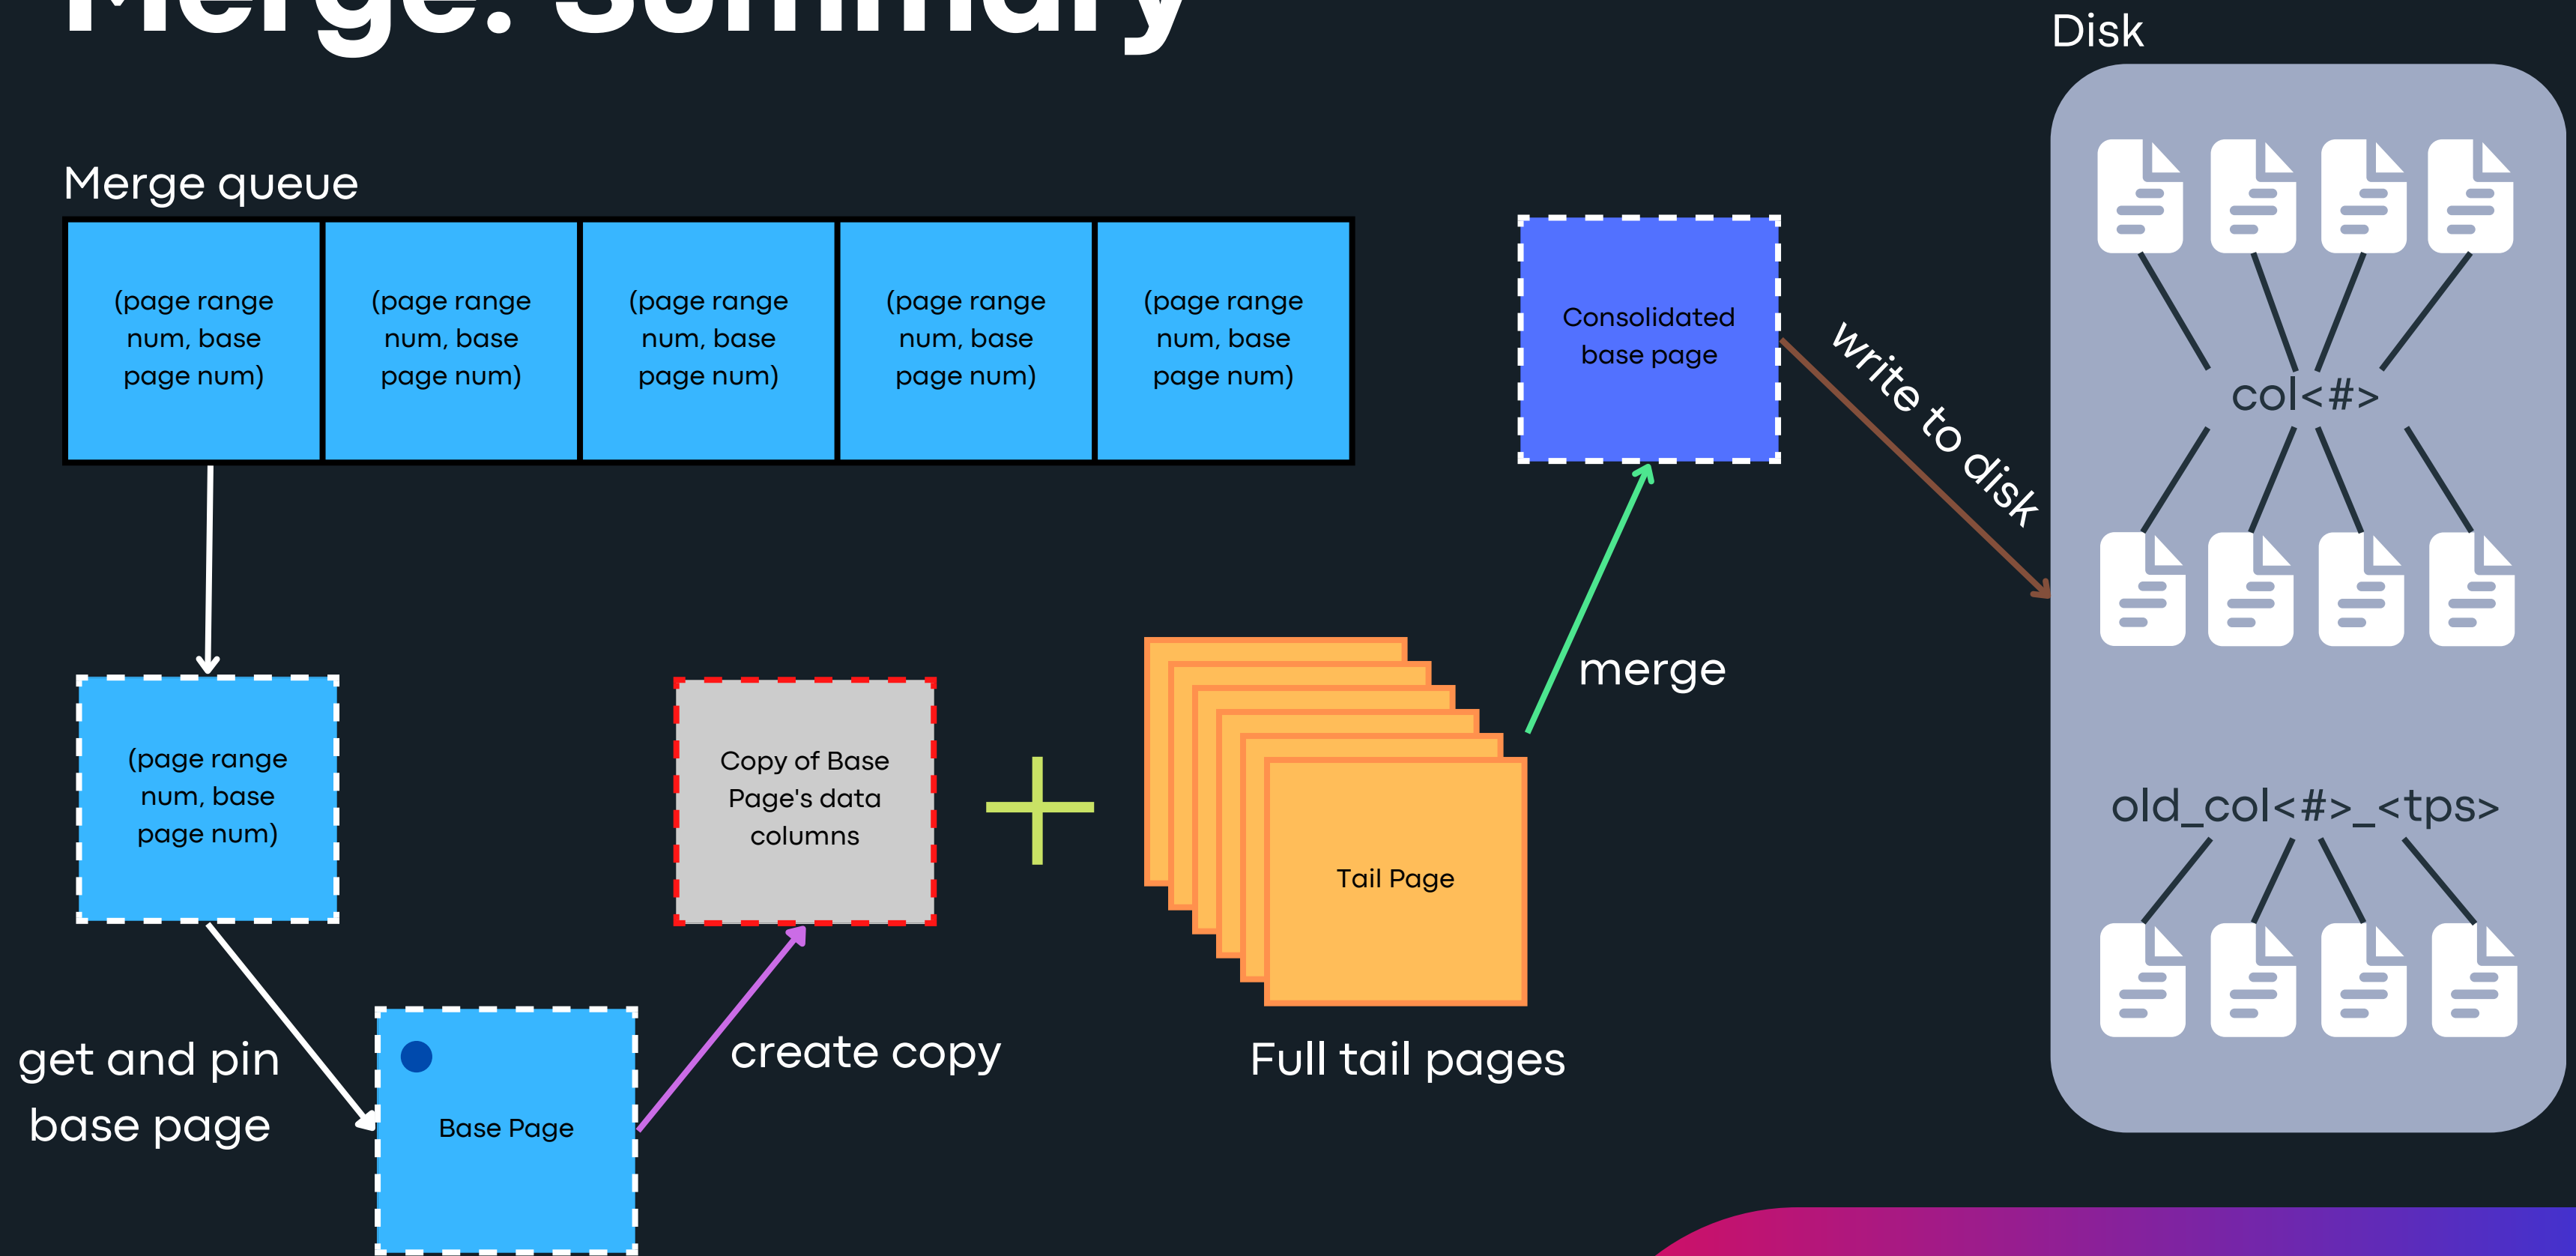 Merge: Summary
Disk
Merge queue
(page range
num, base
page num)
(page range
num, base
page num)
(page range
num, base
page num)
(page range
num, base
page num)
(page range
num, base
page num)
Consolidated
base page
write to disk
col<#>
merge
(page range
num, base
page num)
Copy of Base
Page's data
columns
Tail Page
old_col<#>_<tps>
get and pin
base page
create copy
Full tail pages
Base Page